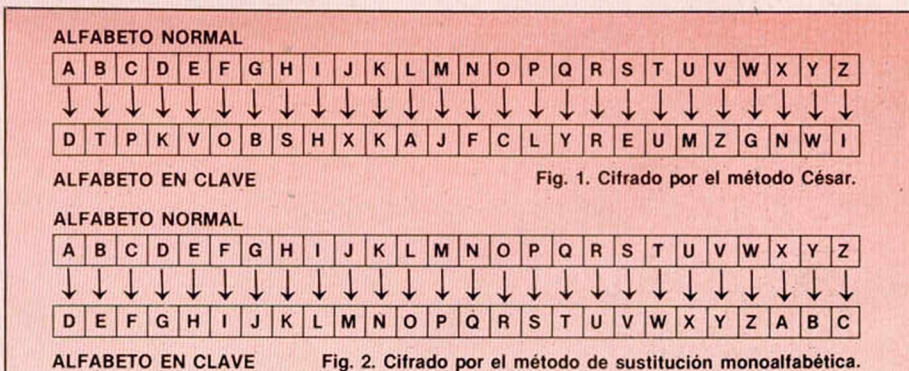 ALFABETO NORMAL
A B C D E F G H I J K L M N O P Q R S T U V W X Y Z
↓ ↓ ↓ ↓ ↓ ↓ ↓ ↓ ↓ ↓ ↓ ↓ ↓ ↓ ↓ ↓ ↓ ↓ ↓ ↓ ↓ ↓ ↓ ↓ ↓ ↓
D T P K V O B S H X K A J F C L Y R E U M Z G N W I
ALFABETO EN CLAVE Fig. 1. Cifrado por el método César.
ALFABETO NORMAL
A B C D E F G H I J K L M N O P Q R S T U V W X Y Z
↓ ↓ ↓ ↓ ↓ ↓ ↓ ↓ ↓ ↓ ↓ ↓ ↓ ↓ ↓ ↓ ↓ ↓ ↓ ↓ ↓ ↓ ↓ ↓ ↓ ↓
D E F G H I J K L M N O P Q R S T U V W X Y Z A B C
ALFABETO EN CLAVE Fig. 2. Cifrado por el método de sustitución monoalfabética.